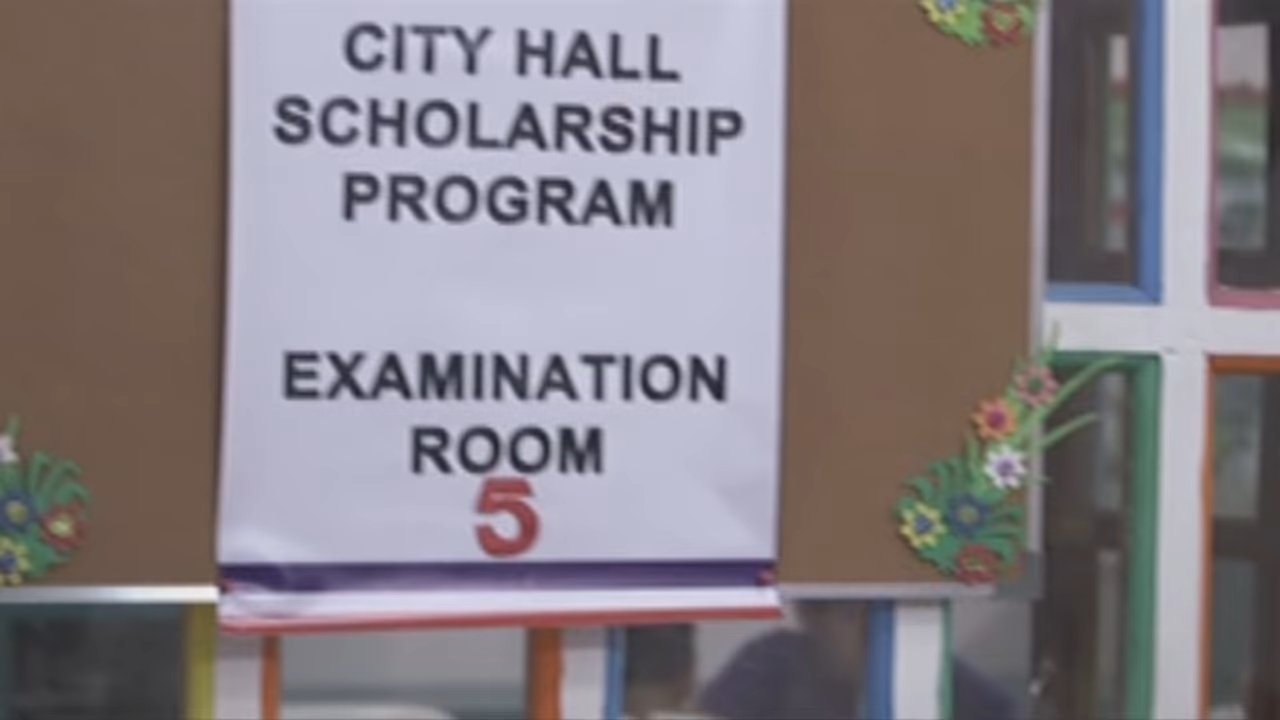 CITY HALL
SCHOLARSHIP
PROGRAM
EXAMINATION
ROOM
5